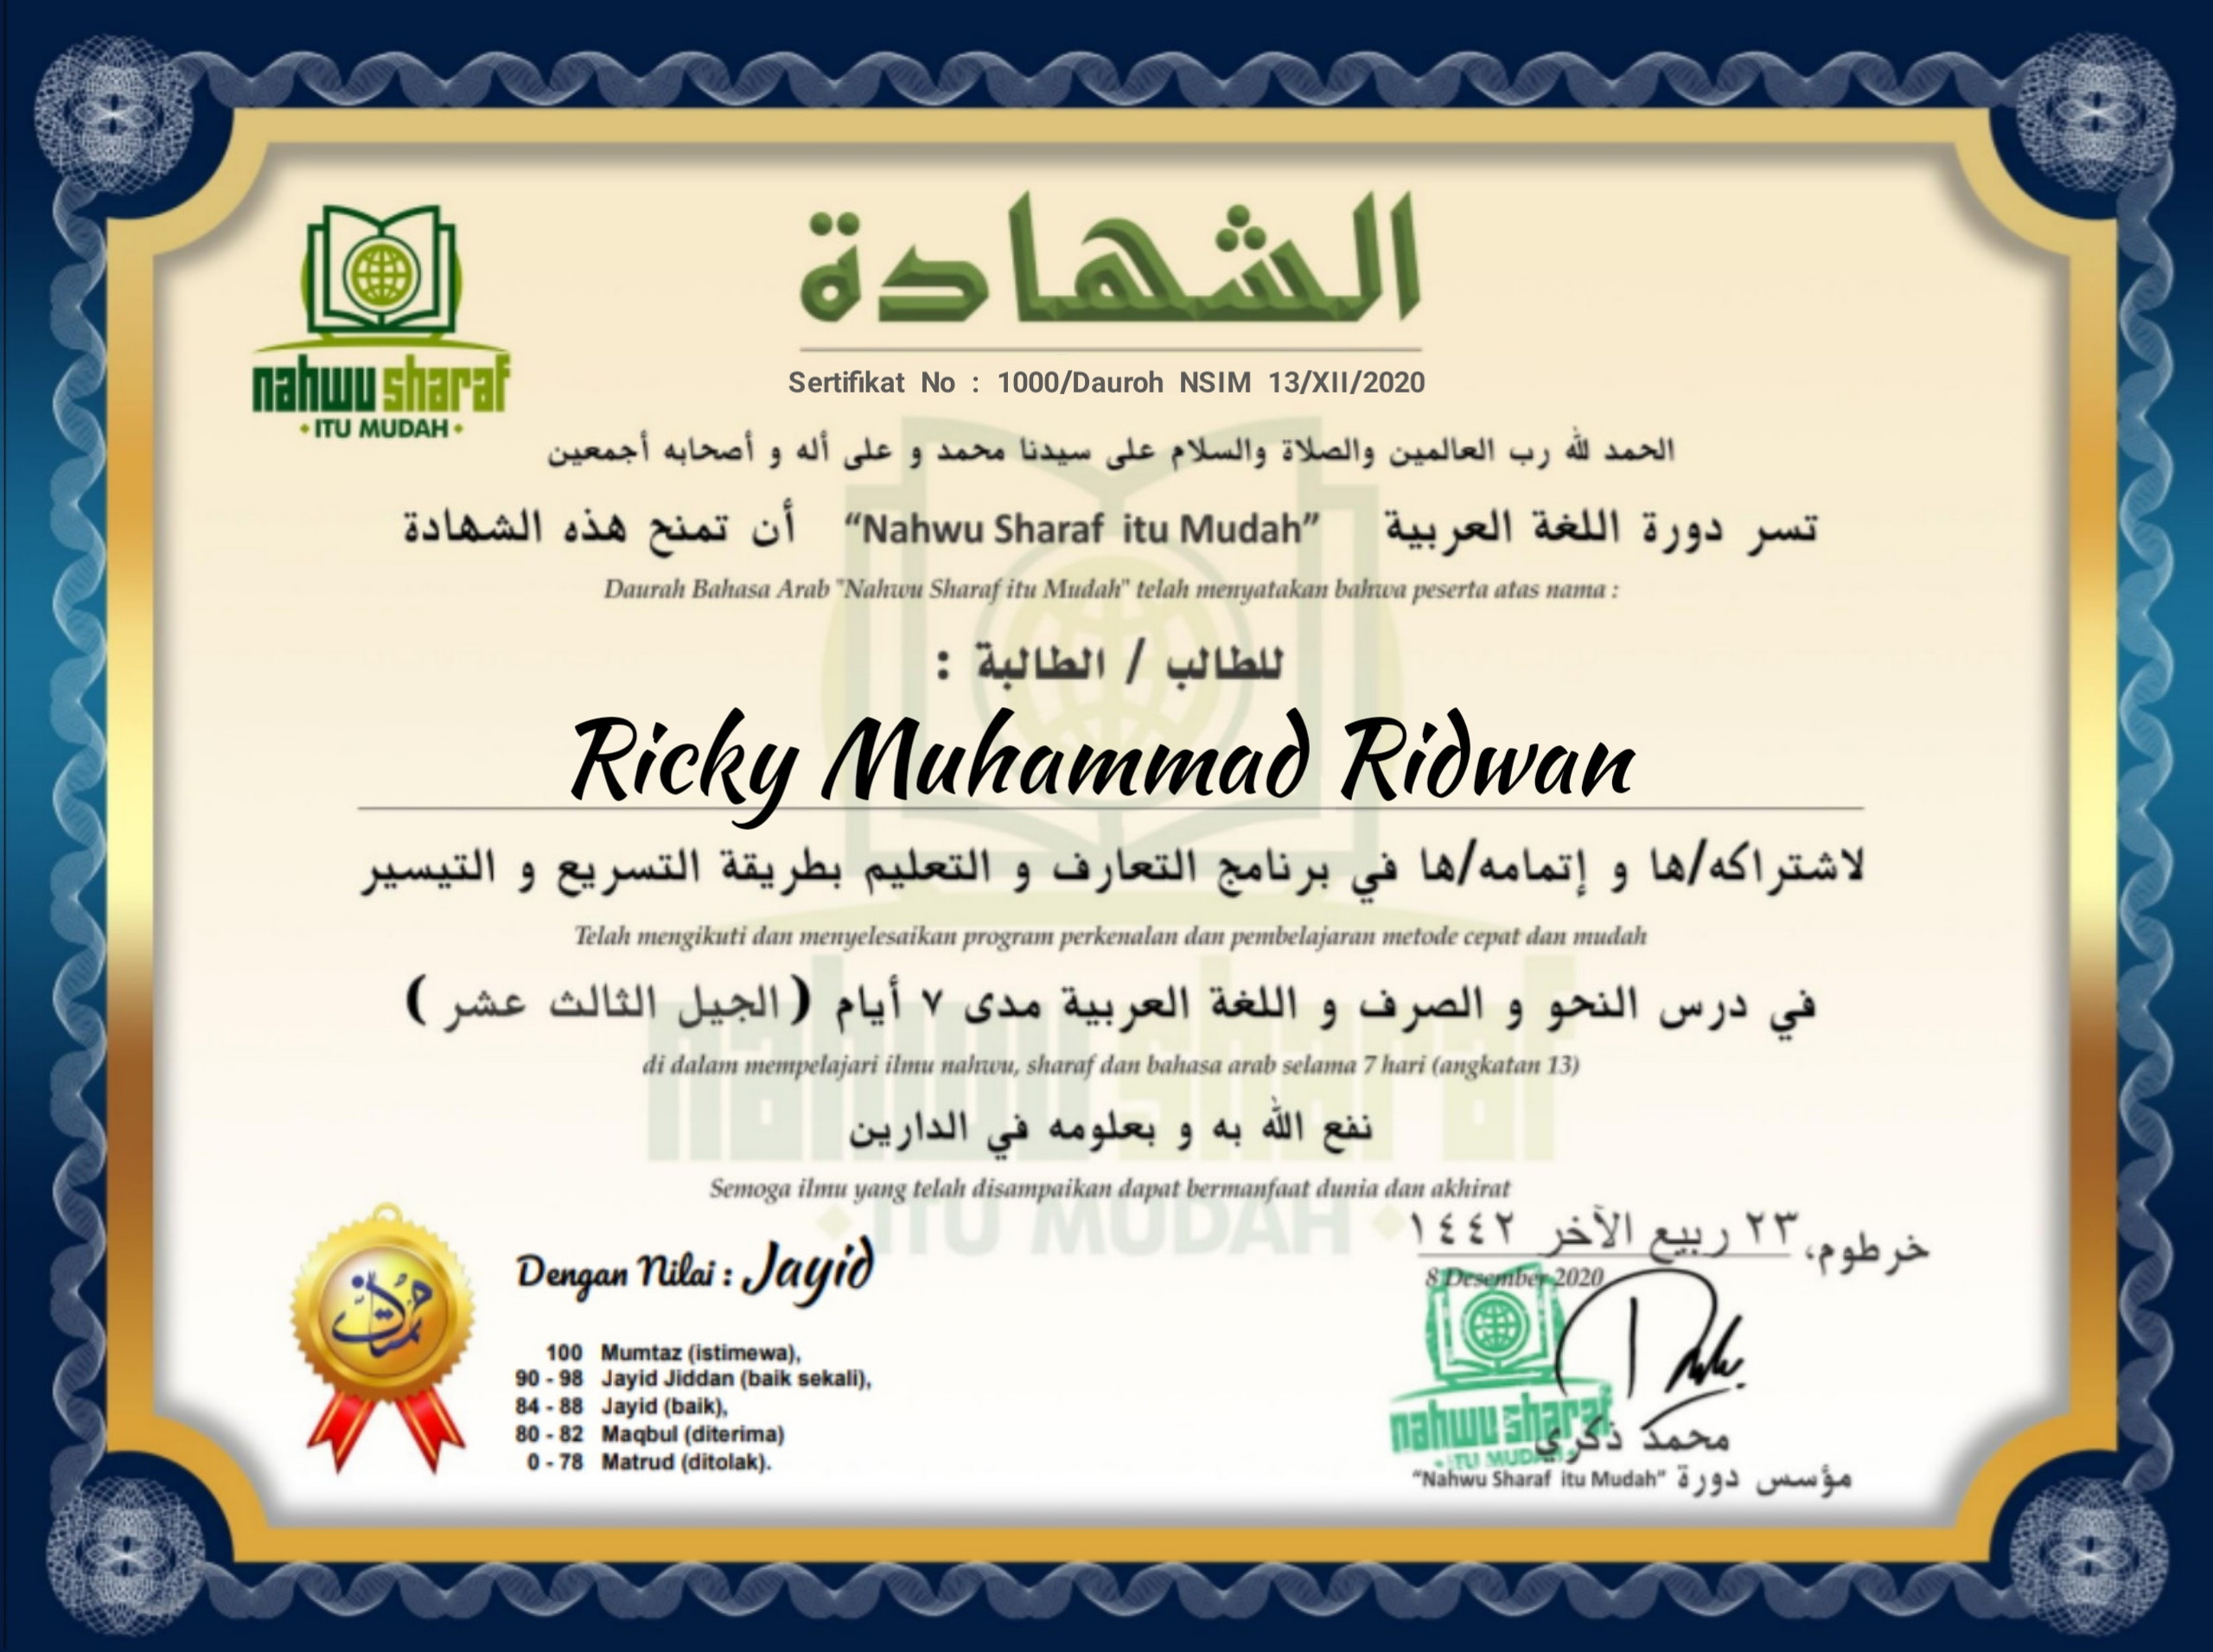 nahwu sharaf
• ITU MUDAH •
الشهادة
Sertifikat No : 1000/Dauroh NSIM 13/XII/2020
الحمد لله رب العالمين والصلاة والسلام على سيدنا محمد و على أله و أصحابه أجمعين
تسر دورة اللغة العربية “Nahwu Sharaf itu Mudah” أن تمنح هذه الشهادة
Daurah Bahasa Arab "Nahwu Sharaf itu Mudah" telah menyatakan bahwa peserta atas nama :
للطالب / الطالبة :
Ricky Muhammad Ridwan
لاشتراكه/ها و إتمامه/ها في برنامج التعارف و التعليم بطريقة التسريع و التيسير
Telah mengikuti dan menyelesaikan program perkenalan dan pembelajaran metode cepat dan mudah
في درس النحو و الصرف و اللغة العربية مدى ٧ أيام (الجيل الثالث عشر )
di dalam mempelajari ilmu nahwu, sharaf dan bahasa arab selama 7 hari (angkatan 13)
نفع الله به و بعلومه في الدارين
Semoga ilmu yang telah disampaikan dapat bermanfaat dunia dan akhirat
nahwu sharaf
ITU MUDAH
خرطوم، ٢٣ ربيع الآخر ١٤٤٢
8 Desember 2020
Dengan Nilai : Jayid
100 Mumtaz (istimewa),
90 - 98 Jayid Jiddan (baik sekali),
84 - 88 Jayid (baik),
80 - 82 Maqbul (diterima)
0 - 78 Matrud (ditolak).
ممتاز
nahwu sharaf
• ITU MUDAH •
محمد ذكري
مؤسس دورة “Nahwu Sharaf itu Mudah”